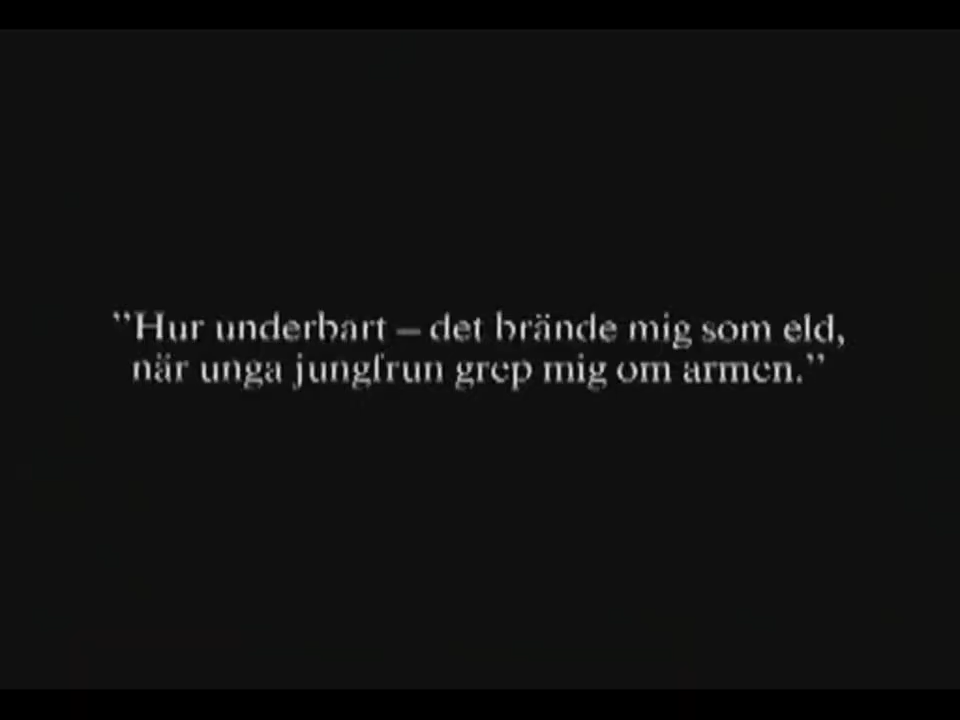 ”Hur underbart – det brände mig som eld,
när unga jungfrun grep mig om armen.”